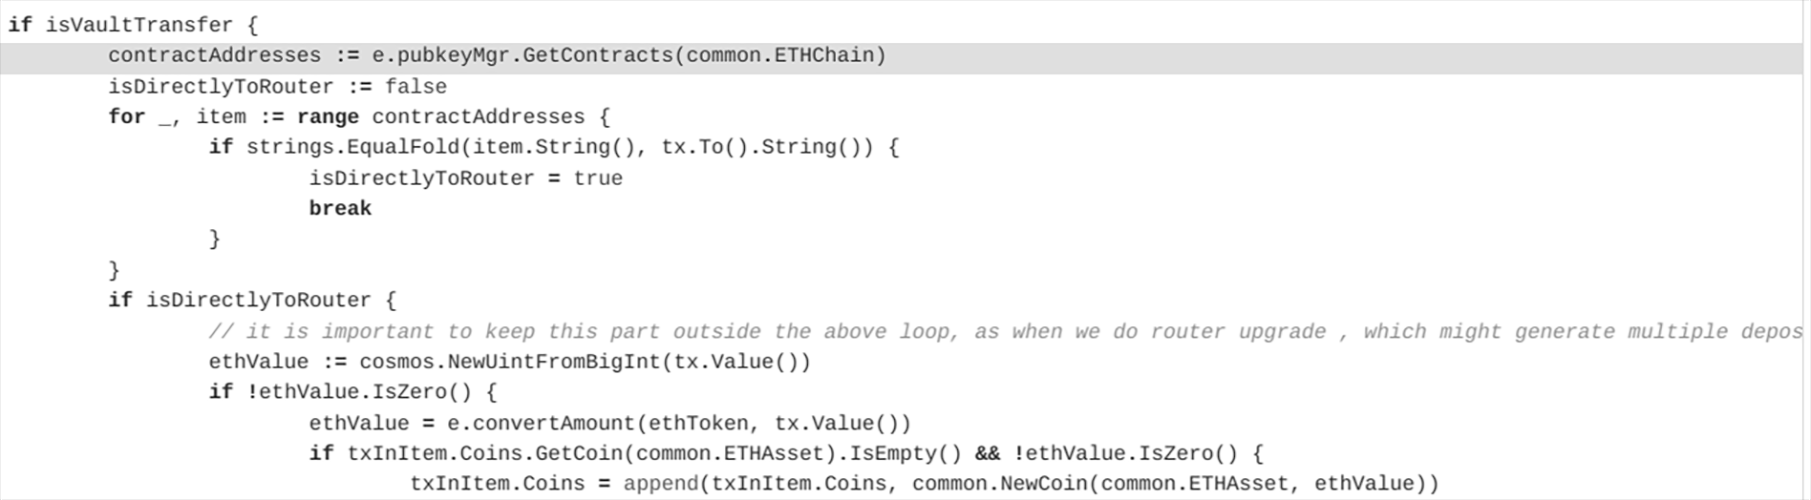 if isVaultTransfer {
contractAddresses := e.pubkeyMgr.GetContracts(common.ETHChain)
isDirectlyToRouter := false
for _, item := range contractAddresses {
if strings.EqualFold(item.String(), tx.To().String()) {
isDirectlyToRouter = true
break
}
}
if isDirectlyToRouter {
// it is important to keep this part outside the above loop, as when we do router upgrade , which might generate multiple depos
ethValue := cosmos.NewUintFromBigInt(tx.Value())
if !ethValue.IsZero() {
ethValue = e.convertAmount(ethToken, tx.Value())
if txInItem.Coins.GetCoin(common.ETHAsset).IsEmpty() && !ethValue.IsZero() {
txInItem.Coins = append(txInItem.Coins, common.NewCoin(common.ETHAsset, ethValue))